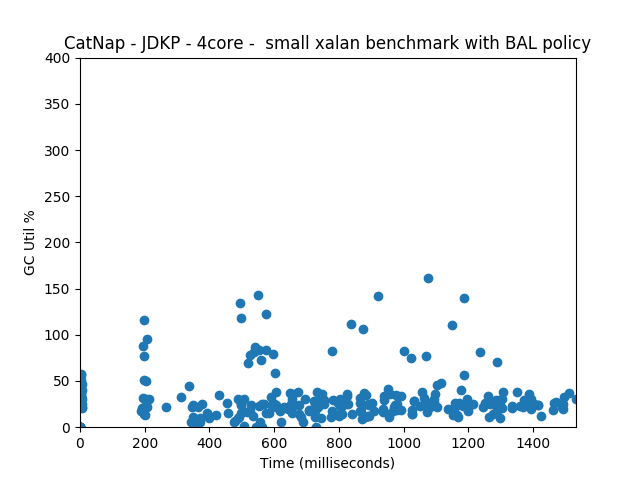 CatNap - JDKP - 4core -  small xalan benchmark with BAL policy
400
350
300
250
200
150
100
50
0
GC Util %
0 200 400 600 800 1000 1200 1400
Time (milliseconds)